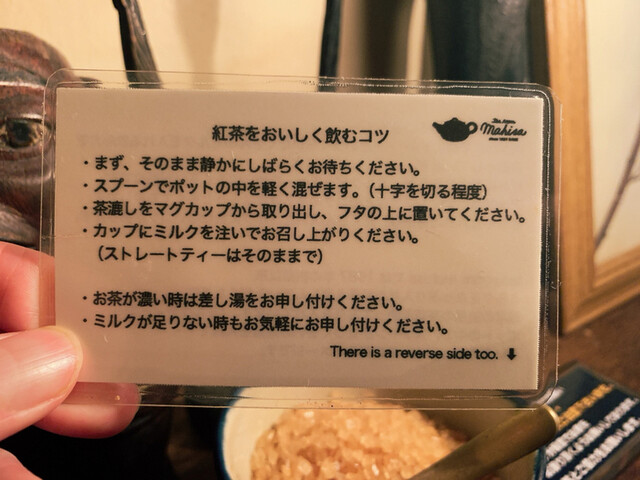 紅茶をおいしく飲むコツ
Mahisa
・まず、そのまま静かにしばらくお待ちください。
・スプーンでポットの中を軽く混ぜます。(十字を切る程度)
・茶漉しをマグカップから取り出し、フタの上に置いてください。
・カップにミルクを注いでお召し上がりください。
(ストレートティーはそのままで)
・お茶が濃い時は差し湯をお申し付けください。
・ミルクが足りない時もお気軽にお申し付けください。
There is a reverse side too. ⬇